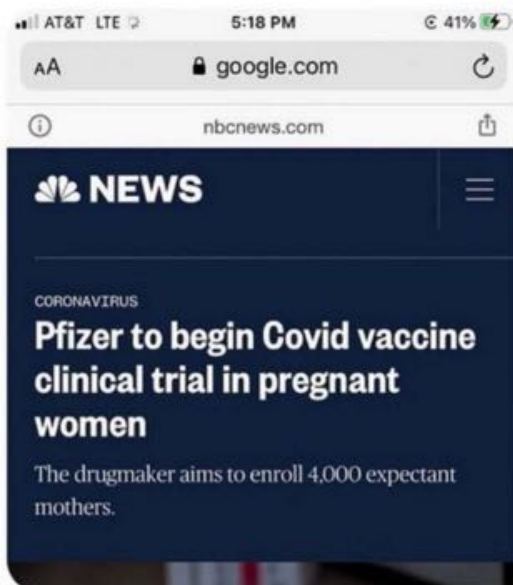 AT&T LTE 5:18 PM 41%
AA google.com
nbcnews.com
NEWS
CORONAVIRUS
Pfizer to begin Covid vaccine
clinical trial in pregnant
women
The drugmaker aims to enroll 4,000 expectant
mothers.